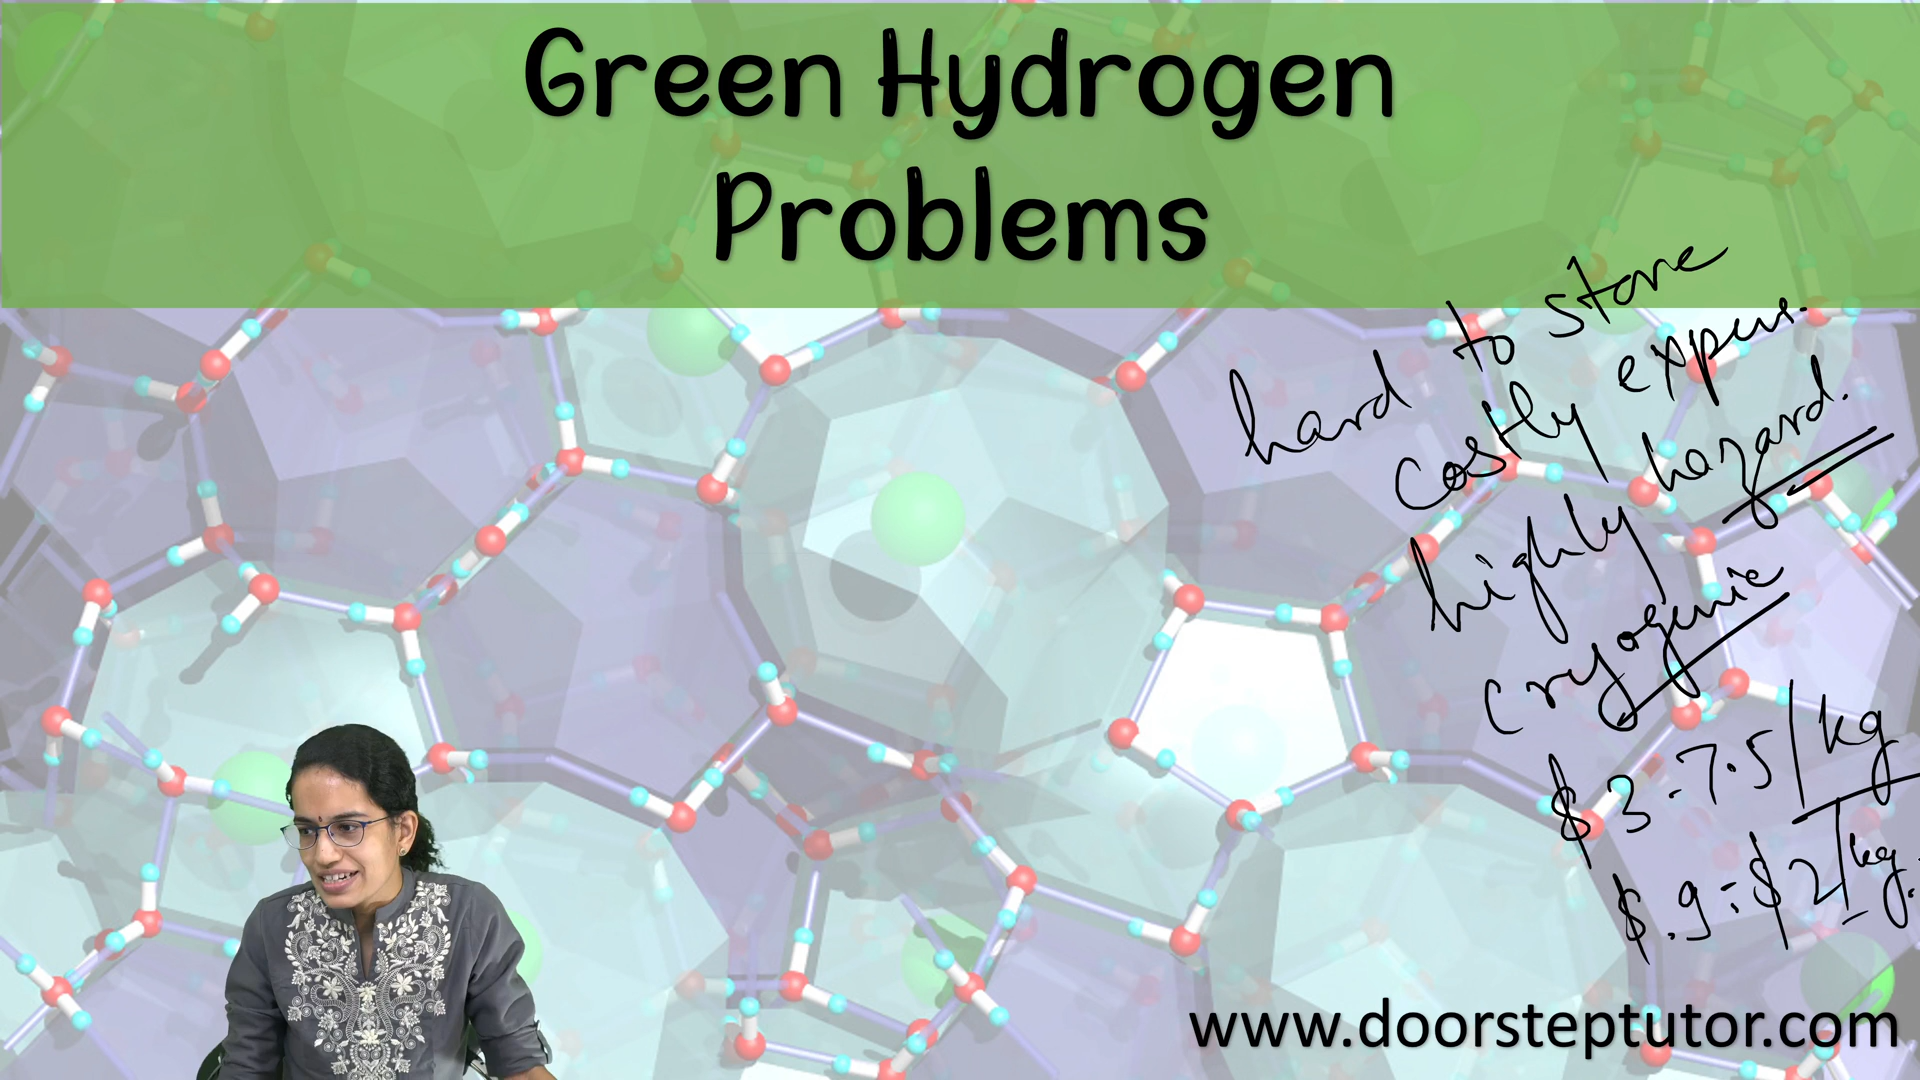 Green Hydrogen
Problems
hard to store
costly expens.
highly hazard.
cryogenic
$ 3-7.5/kg
$ .9-$2/kg.
www.doorsteptutor.com